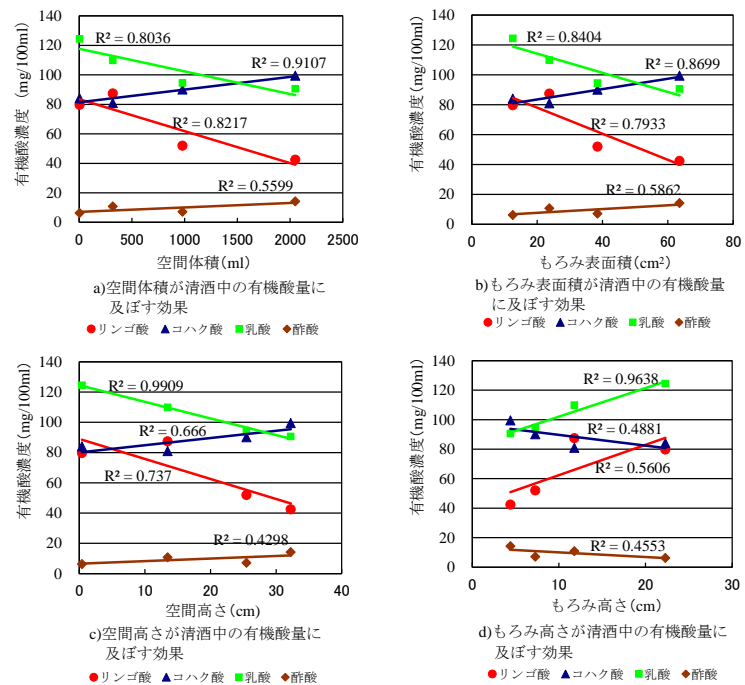 有機酸濃度 (mg/100ml)
140
120
100
80
60
40
20
0
R² = 0.8036
R² = 0.9107
R² = 0.8217
R² = 0.5599
0 500 1000 1500 2000 2500
空間体積(ml)
a)空間体積が清酒中の有機酸量に
及ぼす効果
リンゴ酸 コハク酸 乳酸 酢酸
有機酸濃度 (mg/100ml)
140
120
100
80
60
40
20
0
R² = 0.8404
R² = 0.8699
R² = 0.7933
R² = 0.5862
0 20 40 60 80
もろみ表面積(cm²)
b)もろみ表面積が清酒中の有機酸量
に及ぼす効果
リンゴ酸 コハク酸 乳酸 酢酸
有機酸濃度 (mg/100ml)
140
120
100
80
60
40
20
0
R² = 0.9909
R² = 0.666
R² = 0.737
R² = 0.4298
0 10 20 30 40
空間高さ(cm)
c)空間高さが清酒中の有機酸量に
及ぼす効果
リンゴ酸 コハク酸 乳酸 酢酸
有機酸濃度 (mg/100ml)
140
120
100
80
60
40
20
0
R² = 0.9638
R² = 0.4881
R² = 0.5606
R² = 0.4553
0 10 20 30
もろみ高さ(cm)
d)もろみ高さが清酒中の有機酸量に
及ぼす効果
リンゴ酸 コハク酸 乳酸 酢酸